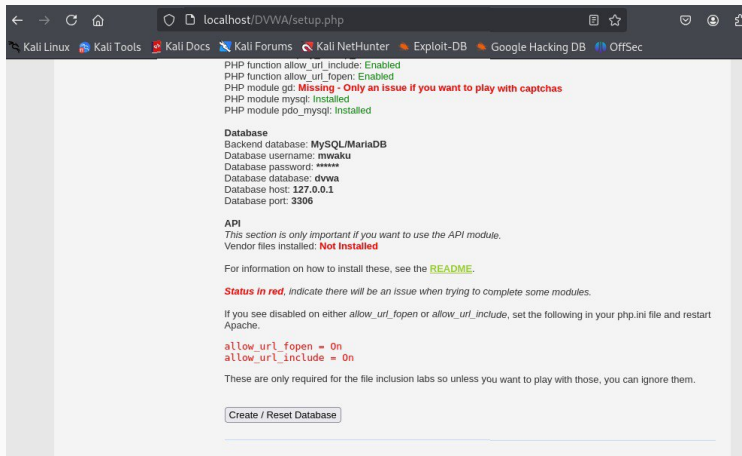 localhost/DVWA/setup.php
Kali Linux Kali Tools Kali Docs Kali Forums Kali NetHunter Exploit-DB Google Hacking DB OffSec
PHP function allow_url_include: Enabled
PHP function allow_url_fopen: Enabled
PHP module gd: Missing - Only an issue if you want to play with captchas
PHP module mysql: Installed
PHP module pdo_mysql: Installed
Database
Backend database: MySQL/MariaDB
Database username: mwaku
Database password: ******
Database database: dvwa
Database host: 127.0.0.1
Database port: 3306
API
This section is only important if you want to use the API module.
Vendor files installed: Not Installed
For information on how to install these, see the README.
Status in red, indicate there will be an issue when trying to complete some modules.
If you see disabled on either allow_url_fopen or allow_url_include, set the following in your php.ini file and restart
Apache.
allow_url_fopen = On
allow_url_include = On
These are only required for the file inclusion labs so unless you want to play with those, you can ignore them.
Create / Reset Database